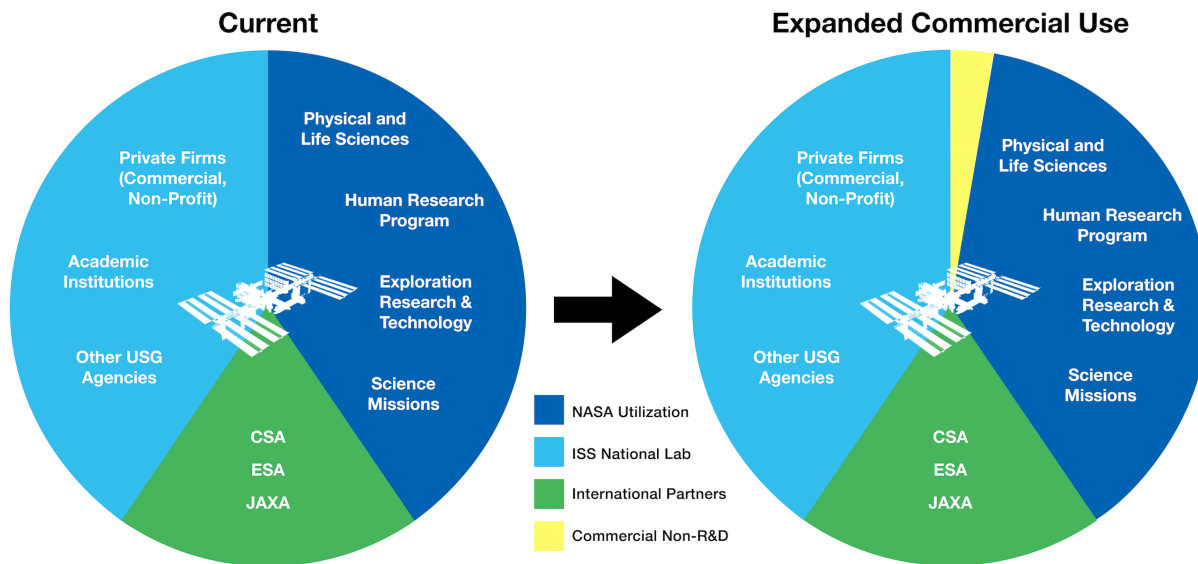 Current
Physical and
Life Sciences
Private Firms
(Commercial,
Non-Profit)
Human Research
Program
Academic
Institutions
Exploration
Research &
Technology
Other USG
Agencies
Science
Missions
CSA
ESA
JAXA
NASA Utilization
ISS National Lab
International Partners
Commercial Non-R&D
Expanded Commercial Use
Physical and
Life Sciences
Private Firms
(Commercial,
Non-Profit)
Human Research
Program
Academic
Institutions
Exploration
Research &
Technology
Other USG
Agencies
Science
Missions
CSA
ESA
JAXA